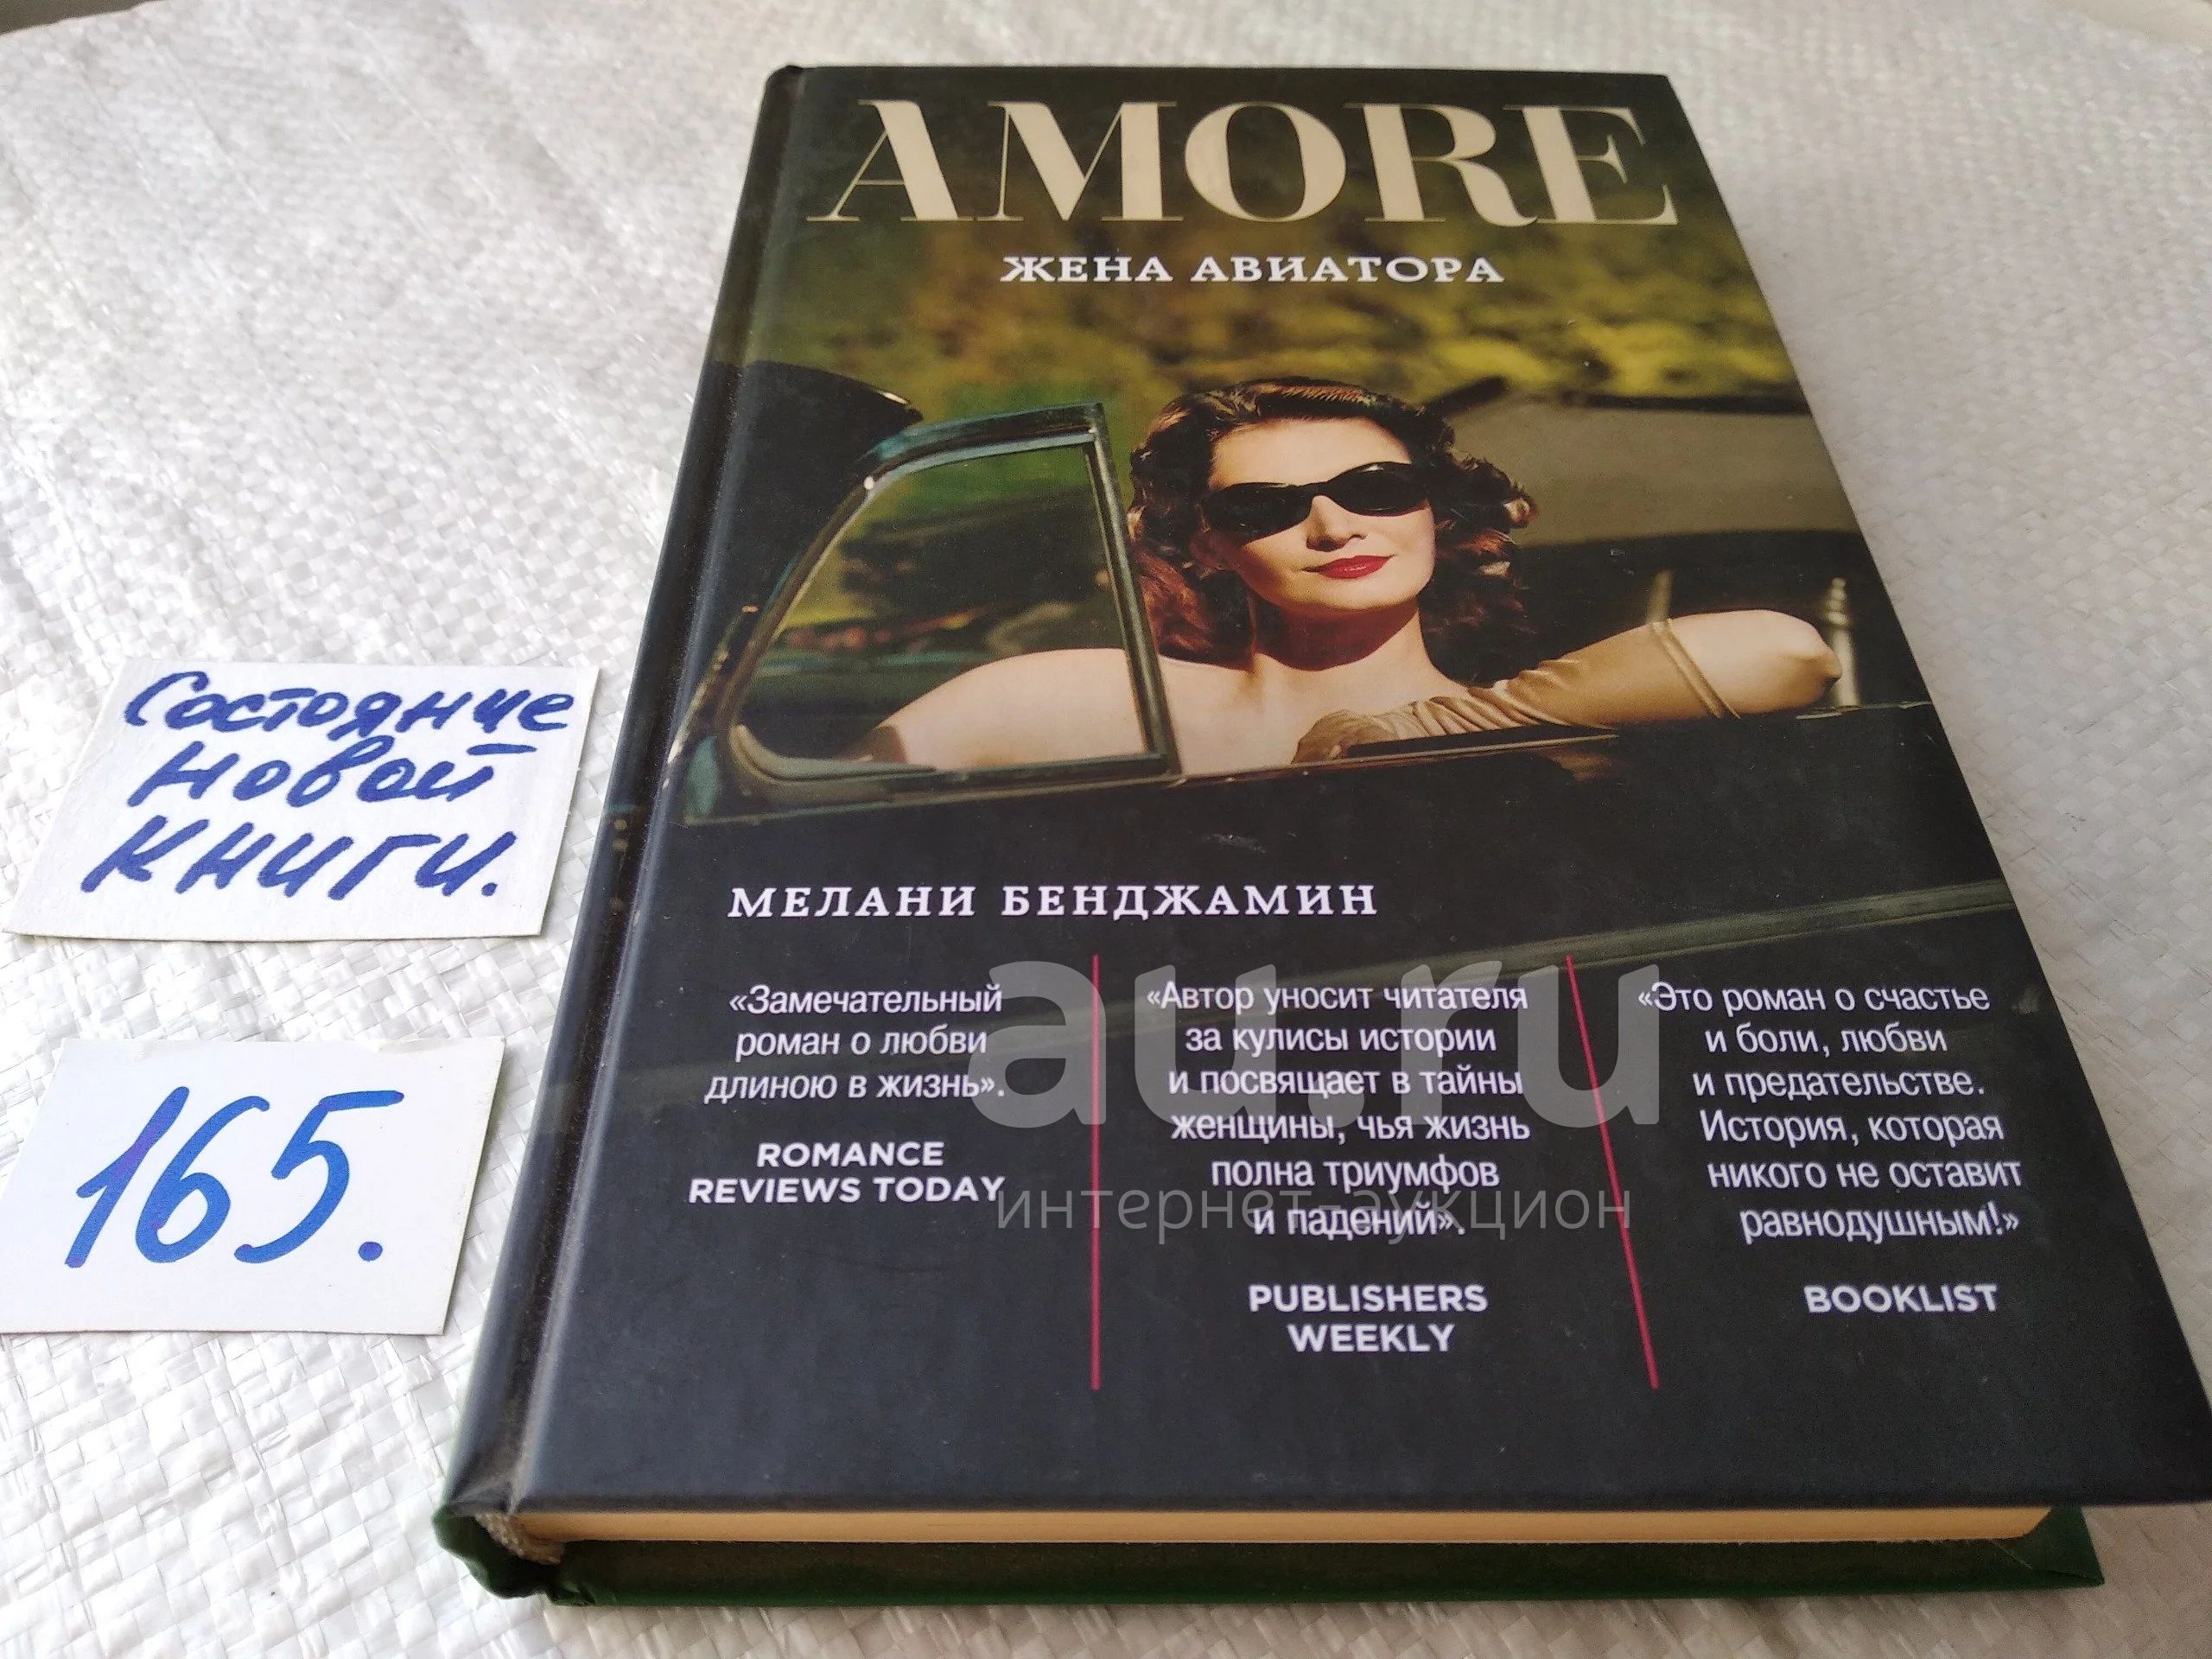 AMORE
ЖЕНА АВИАТОРА
Состояние
новой
книги.
165.
МЕЛАНИ БЕНДЖАМИН
«Замечательный
роман о любви
длиною в жизнь».
ROMANCE
REVIEWS TODAY
«Автор уносит читателя
за кулисы истории
и посвящает в тайны
женщины, чья жизнь
полна триумфов
и падений».
PUBLISHERS
WEEKLY
«Это роман о счастье
и боли, любви
и предательстве.
История, которая
никого не оставит
равнодушным!»
BOOKLIST
au.ru
интернет-аукцион